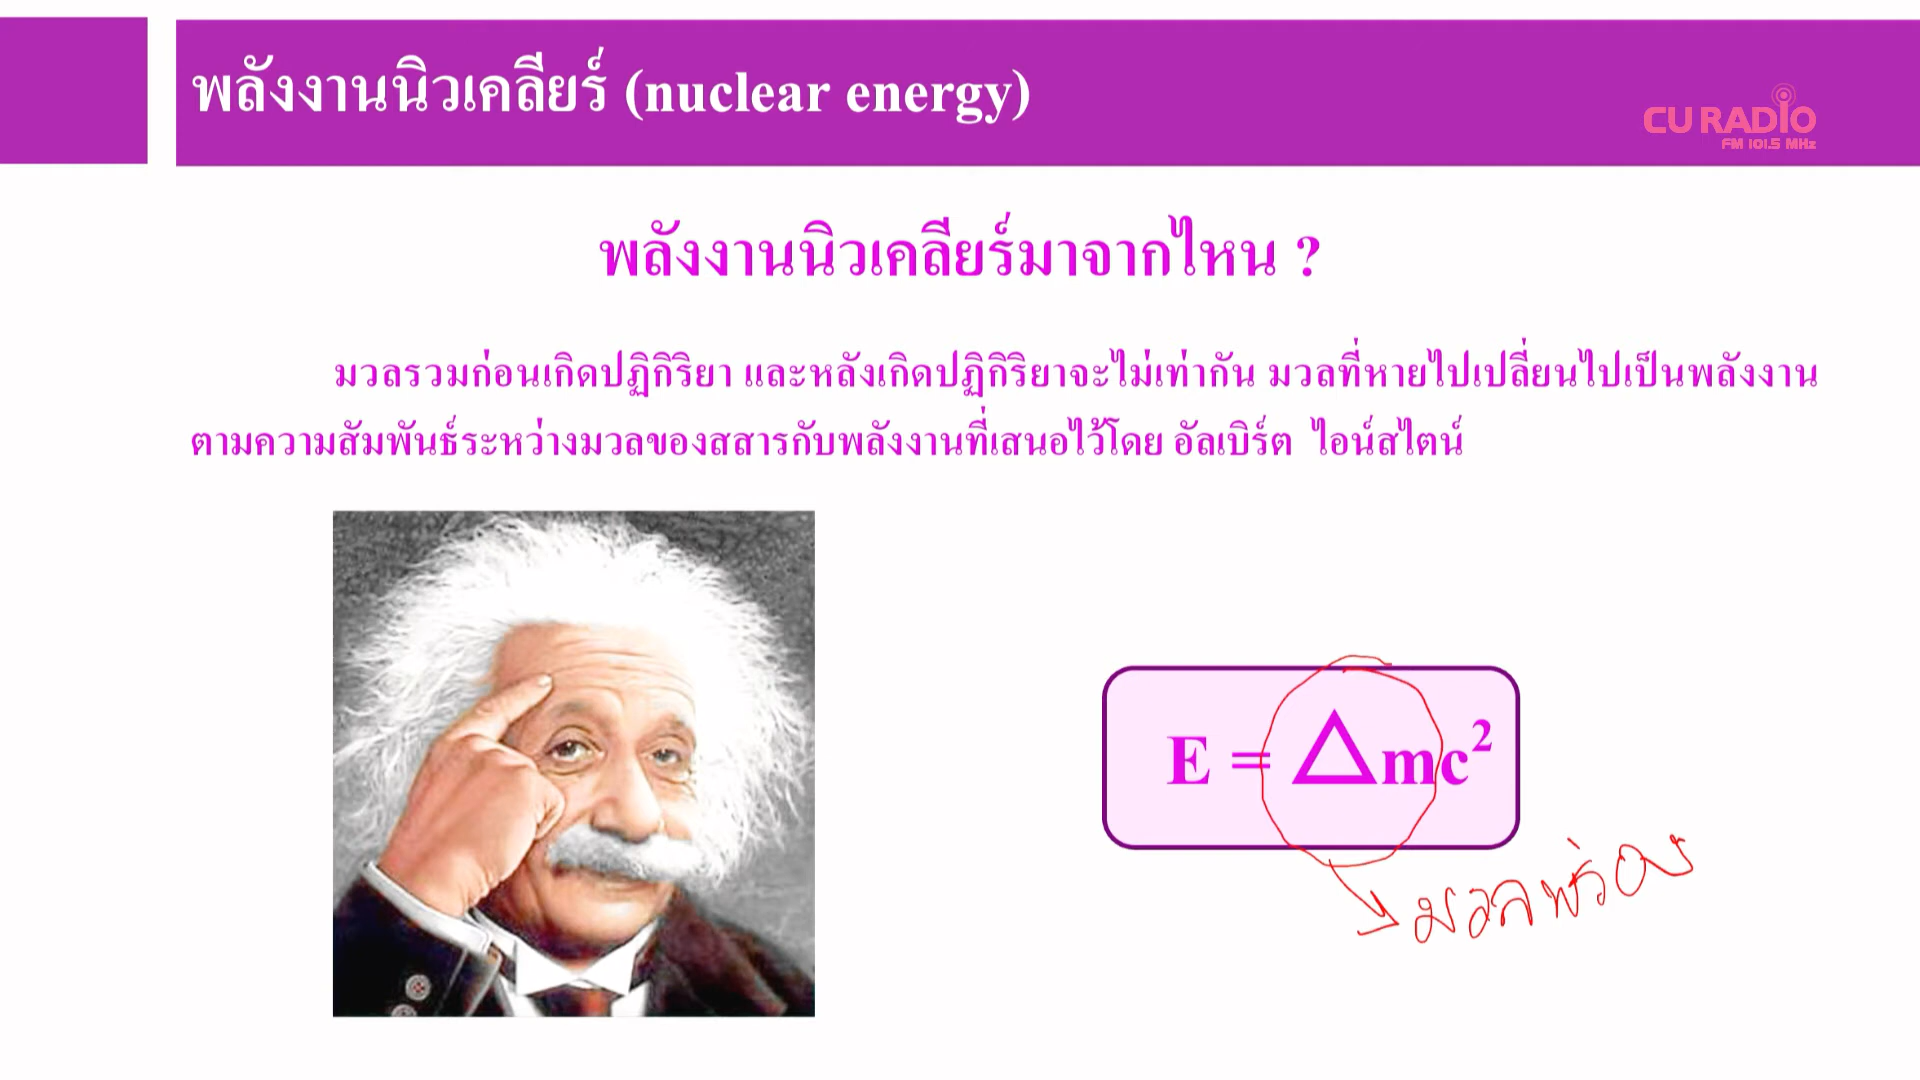 พลังงานนิวเคลียร์ (nuclear energy)
CU RADIO
FM 101.5 MHz
พลังงานนิวเคลียร์มาจากไหน ?
มวลรวมก่อนเกิดปฏิกิริยา และหลังเกิดปฏิกิริยาจะไม่เท่ากัน มวลที่หายไปเปลี่ยนไปเป็นพลังงาน
ตามความสัมพันธ์ระหว่างมวลของสสารกับพลังงานที่เสนอไว้โดย อัลเบิร์ต ไอน์สไตน์
E = △mc²
มวลพร่อง